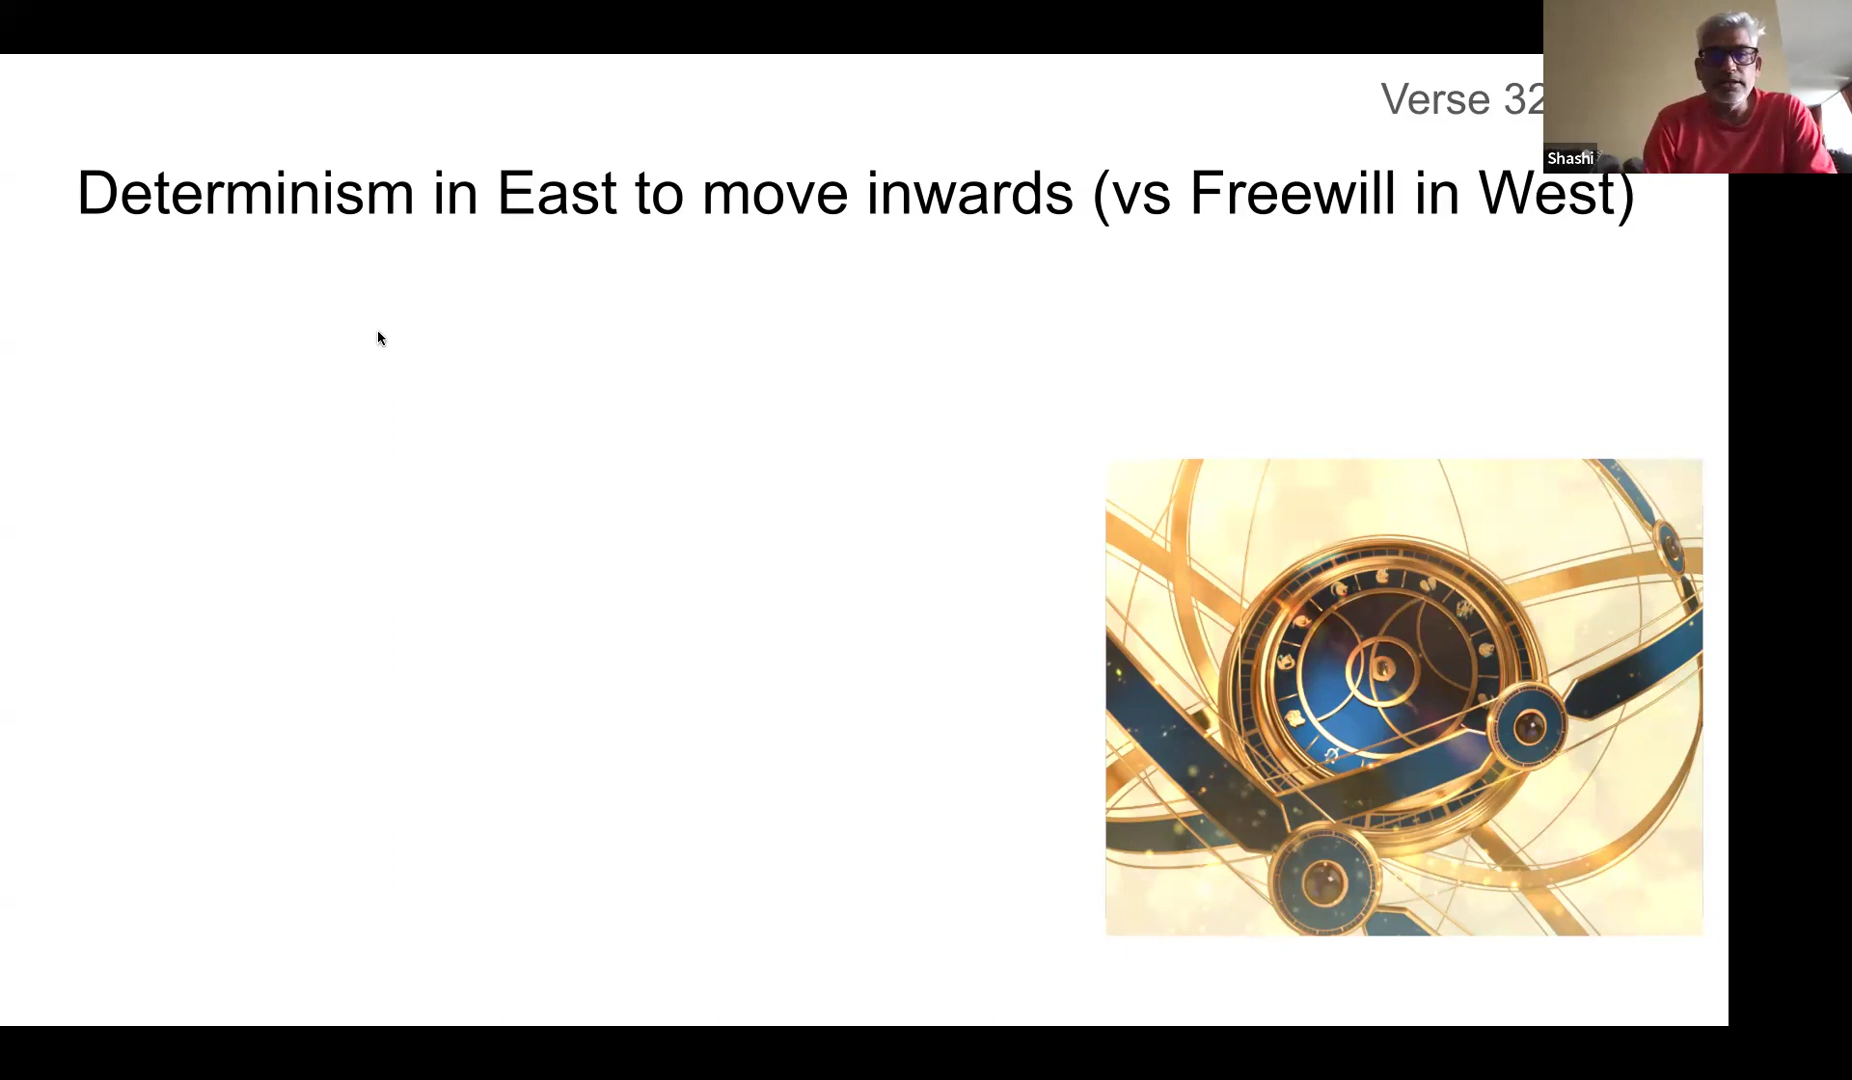 Verse 32
Shashi
Determinism in East to move inwards (vs Freewill in West)